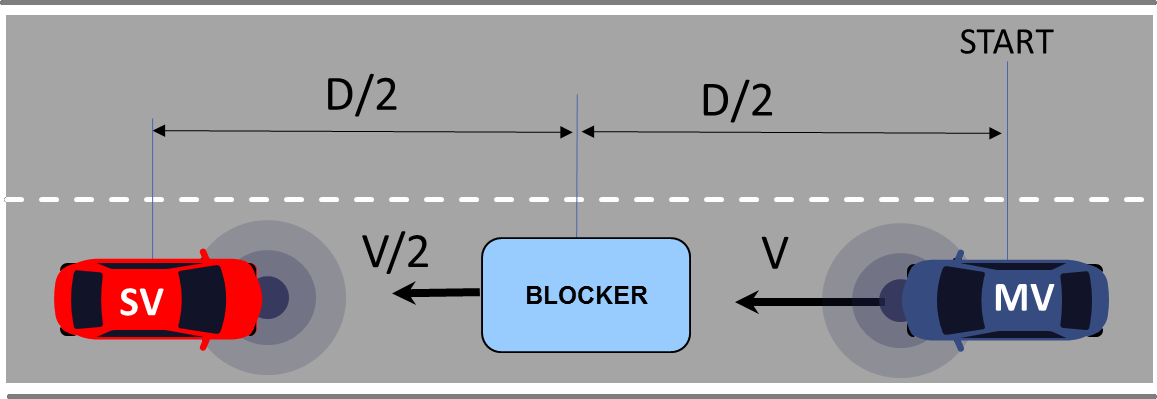 START
D/2
D/2
V/2
V
SV
BLOCKER
MV